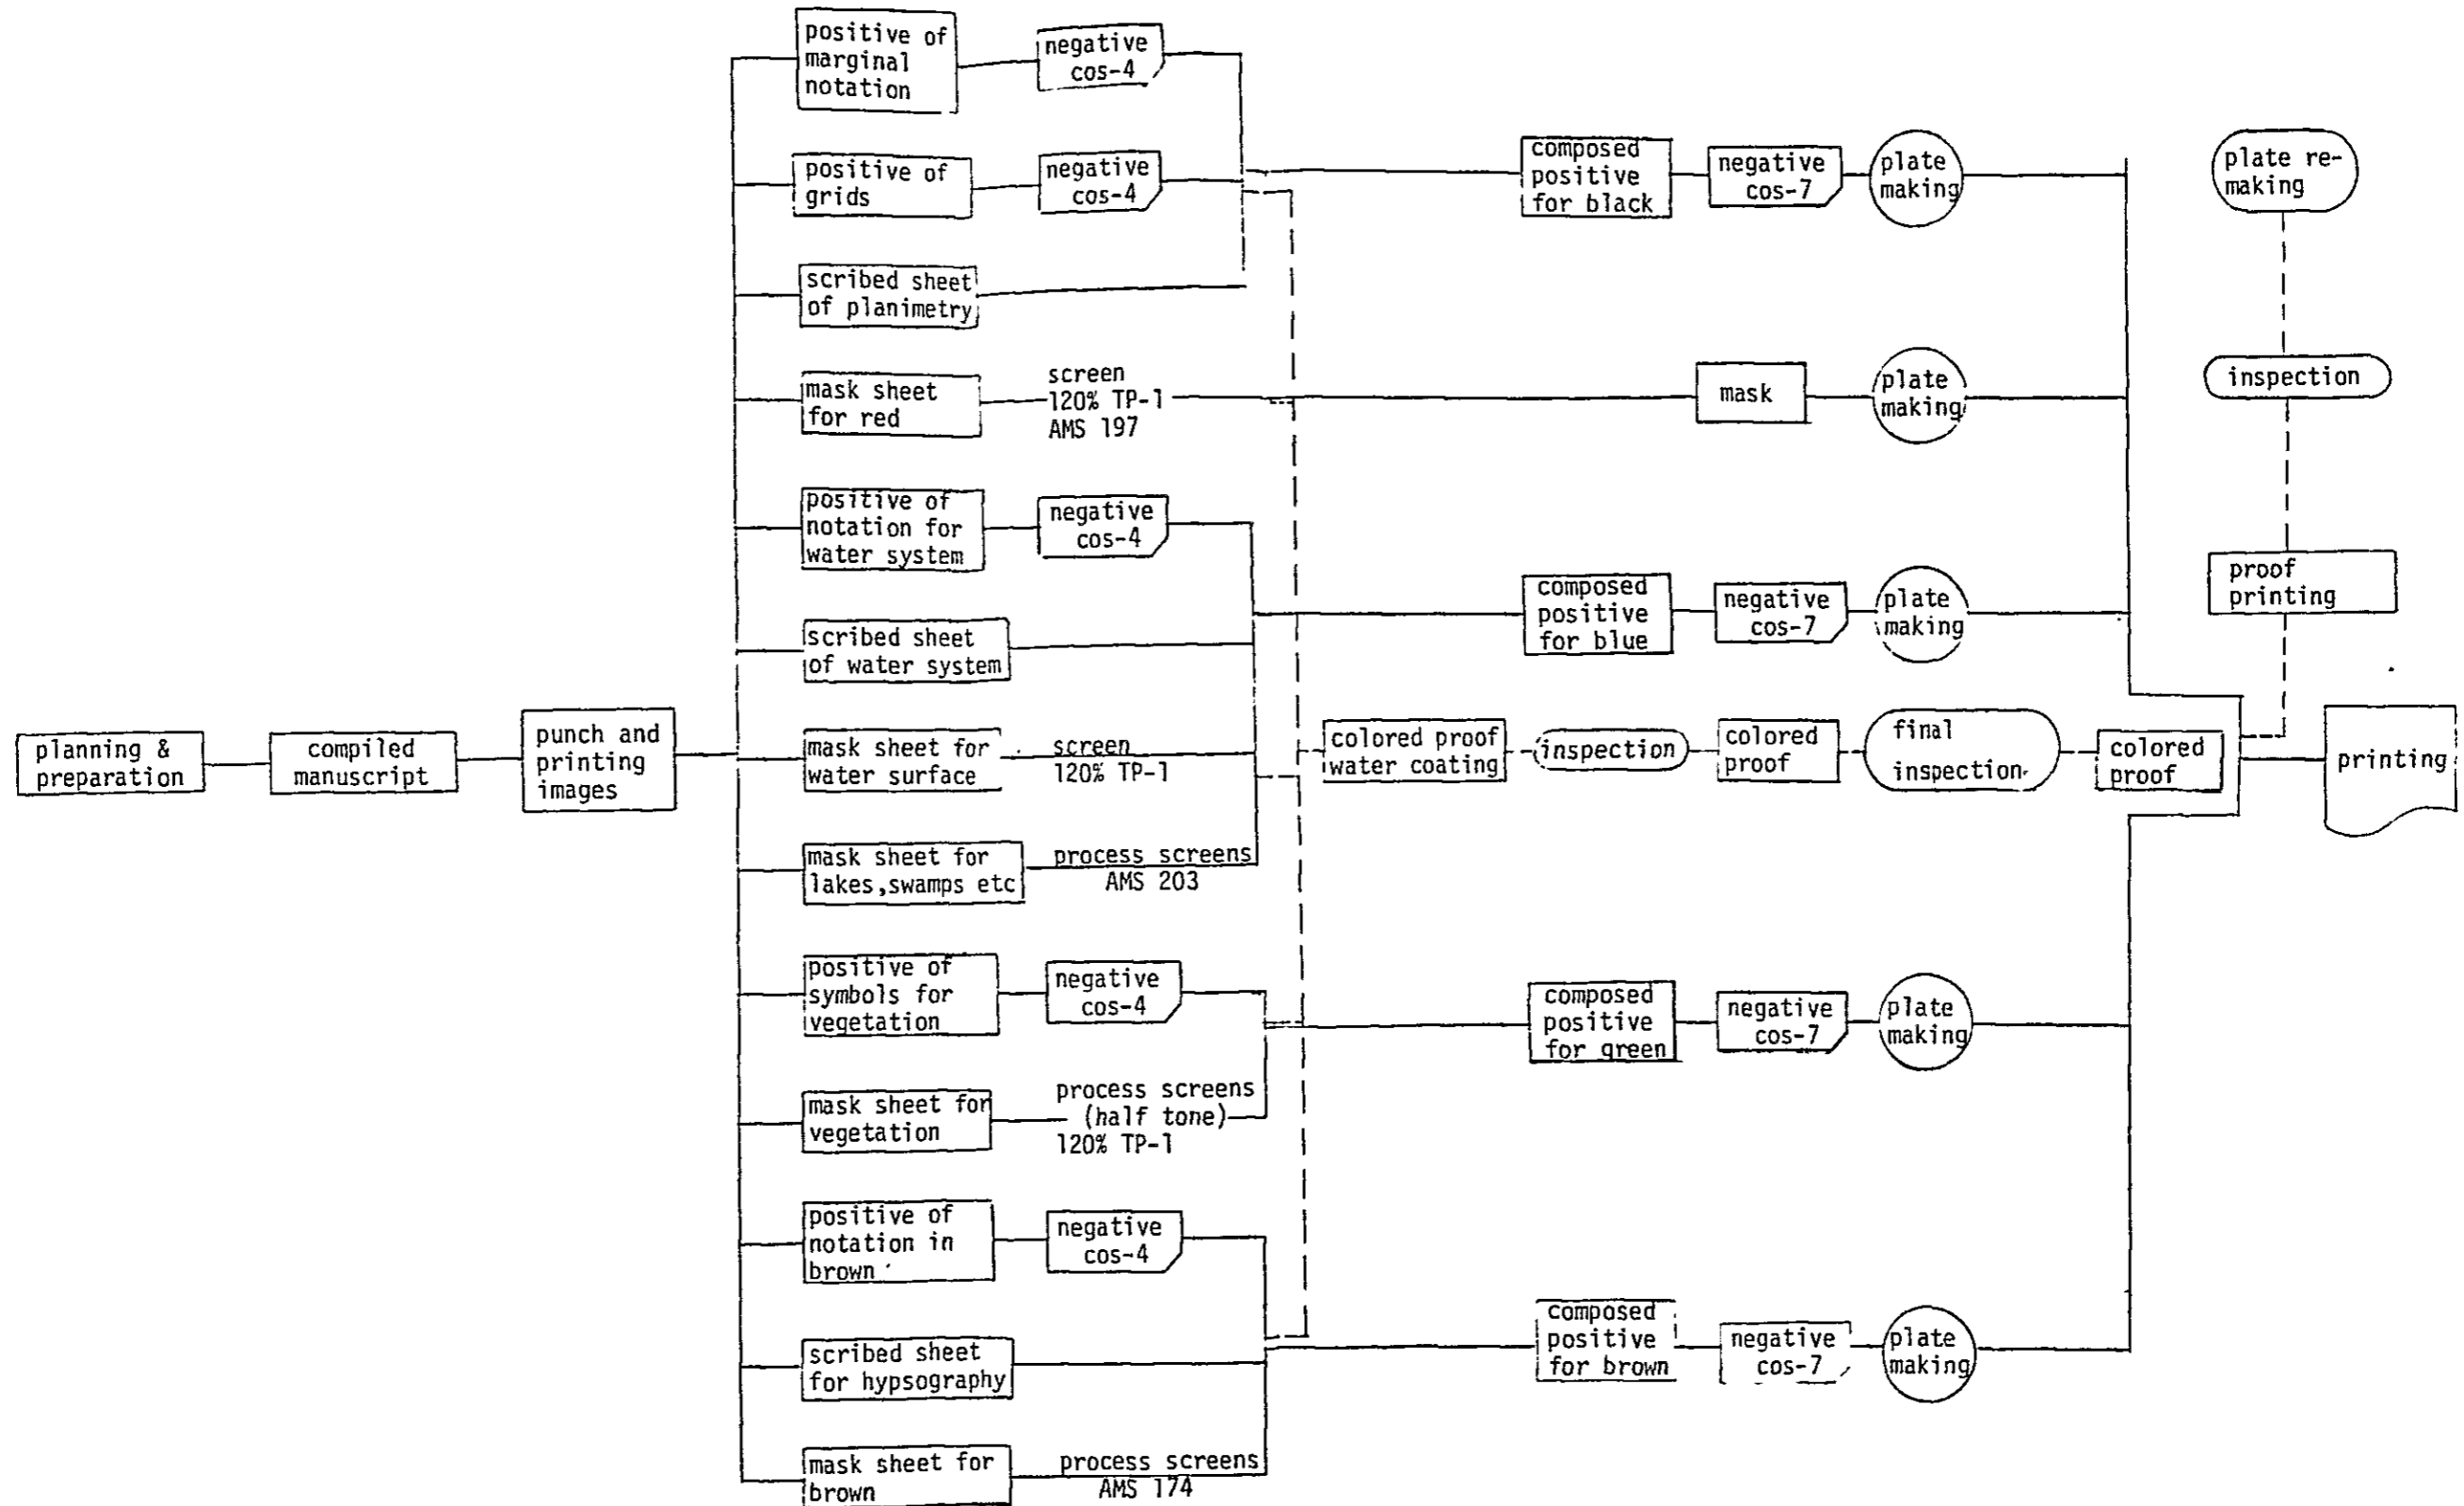 planning &
preparation
compiled
manuscript
punch and
printing
images
positive of
marginal
notation
negative
cos-4
positive of
grids
negative
cos-4
scribed sheet
of planimetry
mask sheet
for red
screen
120% TP-1
AMS 197
positive of
notation for
water system
negative
cos-4
scribed sheet
of water system
mask sheet for
water surface
screen
120% TP-1
mask sheet for
lakes,swamps etc
process screens
AMS 203
positive of
symbols for
vegetation
negative
cos-4
mask sheet for
vegetation
process screens
(half tone)
120% TP-1
positive of
notation in
brown
negative
cos-4
scribed sheet
for hypsography
mask sheet for
brown
process screens
AMS 174
composed
positive
for black
negative
cos-7
plate
making
mask
plate
making
composed
positive
for blue
negative
cos-7
plate
making
colored proof
water coating
inspection
colored
proof
final
inspection
colored
proof
composed
positive
for green
negative
cos-7
plate
making
composed
positive
for brown
negative
cos-7
plate
making
plate re-
making
inspection
proof
printing
printing